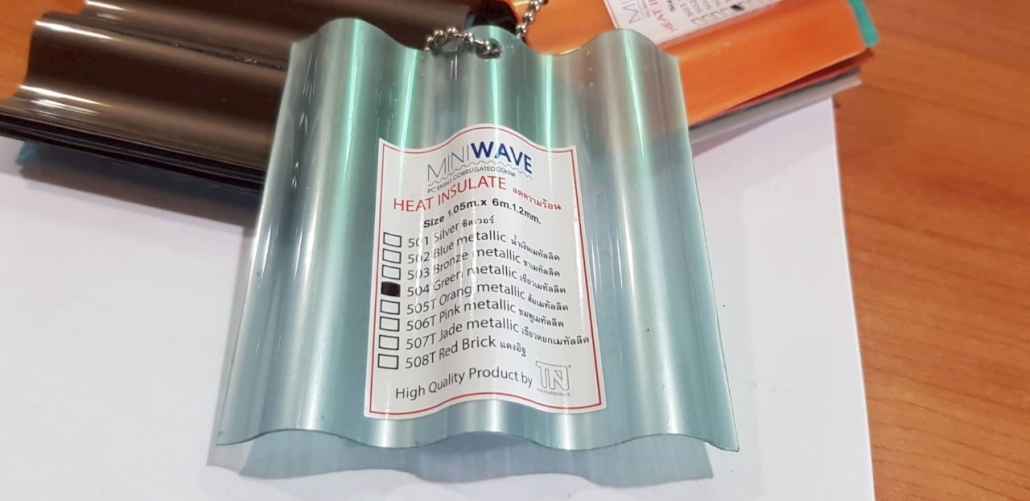 MINIWAVE
PC SMALL CORRUGATED
HEAT INSULATE ลดความร้อน
Size 1.05m.x 6m.1.2mm.
501 Silver ซิลเวอร์
502 Blue metallic น้ำเงินเมทัลลิค
503 Bronze metallic ชาเมทัลลิค
504 Green metallic เขียวเมทัลลิค
505T Orang metallic ส้มเมทัลลิค
506T Pink metallic ชมพูเมทัลลิค
507T Jade metallic เขียวหยกเมทัลลิค
508T Red Brick แดงอิฐ
High Quality Product by TN
MINI
HEAT